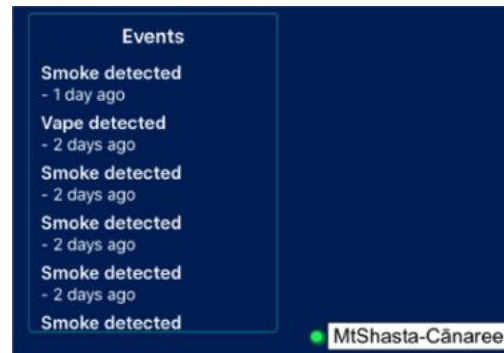 Events
Smoke detected
- 1 day ago
Vape detected
- 2 days ago
Smoke detected
- 2 days ago
Smoke detected
- 2 days ago
Smoke detected
- 2 days ago
Smoke detected
MtShasta-Cānaree